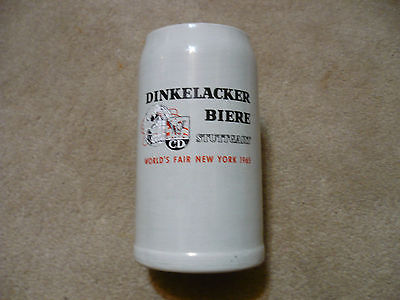 DINKELACKER
BIERE
STUTTGART
CD
WORLD'S FAIR NEW YORK 1965